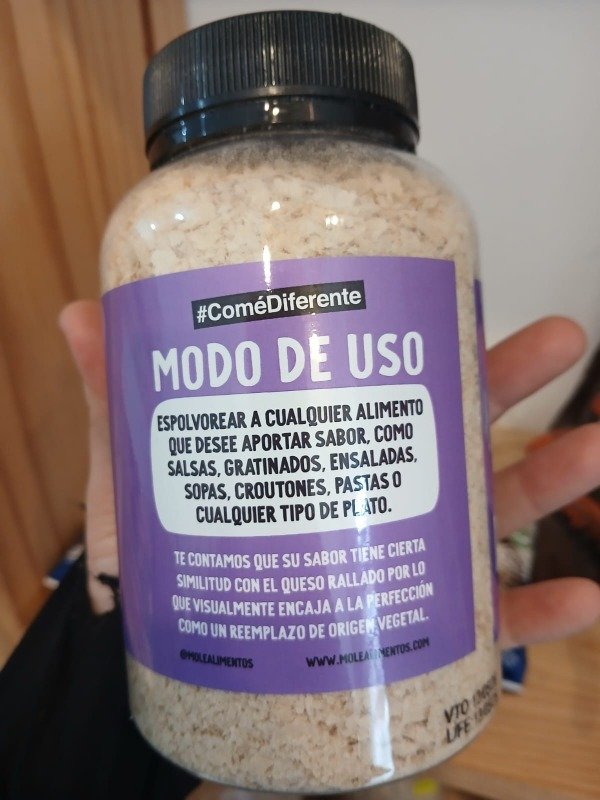 #ComéDiferente
MODO DE USO
ESPOLVOREAR A CUALQUIER ALIMENTO
QUE DESEE APORTAR SABOR, COMO
SALSAS, GRATINADOS, ENSALADAS,
SOPAS, CROUTONES, PASTAS O
CUALQUIER TIPO DE PLATO.
TE CONTAMOS QUE SU SABOR TIENE CIERTA
SIMILITUD CON EL QUESO RALLADO POR LO
QUE VISUALMENTE ENCAJA A LA PERFECCIÓN
COMO UN REEMPLAZO DE ORIGEN VEGETAL.
@MOLEALIMENTOS WWW.MOLEALIMENTOS.COM
VTO
LIFE